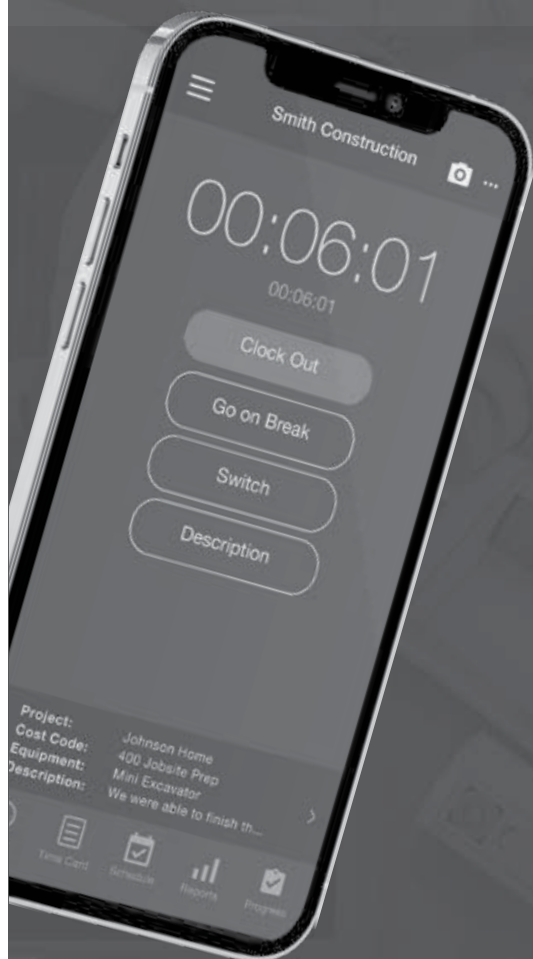 Smith Construction
00:06:01
00:06:01
Clock Out
Go on Break
Switch
Description
Project: Johnson Home
Cost Code: 400 Jobsite Prep
Equipment: Mini Excavator
Description: We were able to finish th...
Time Card
Schedule
Reports
Progress